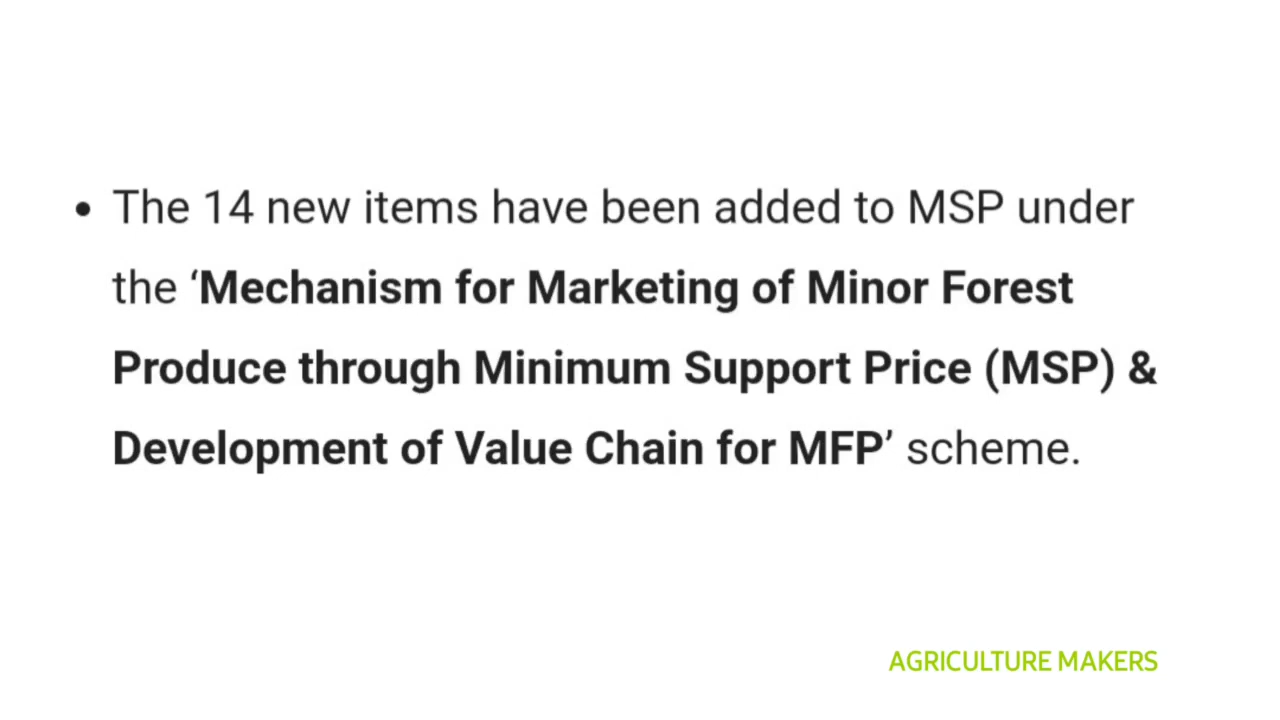 • The 14 new items have been added to MSP under
the ‘Mechanism for Marketing of Minor Forest
Produce through Minimum Support Price (MSP) &
Development of Value Chain for MFP’ scheme.
AGRICULTURE MAKERS